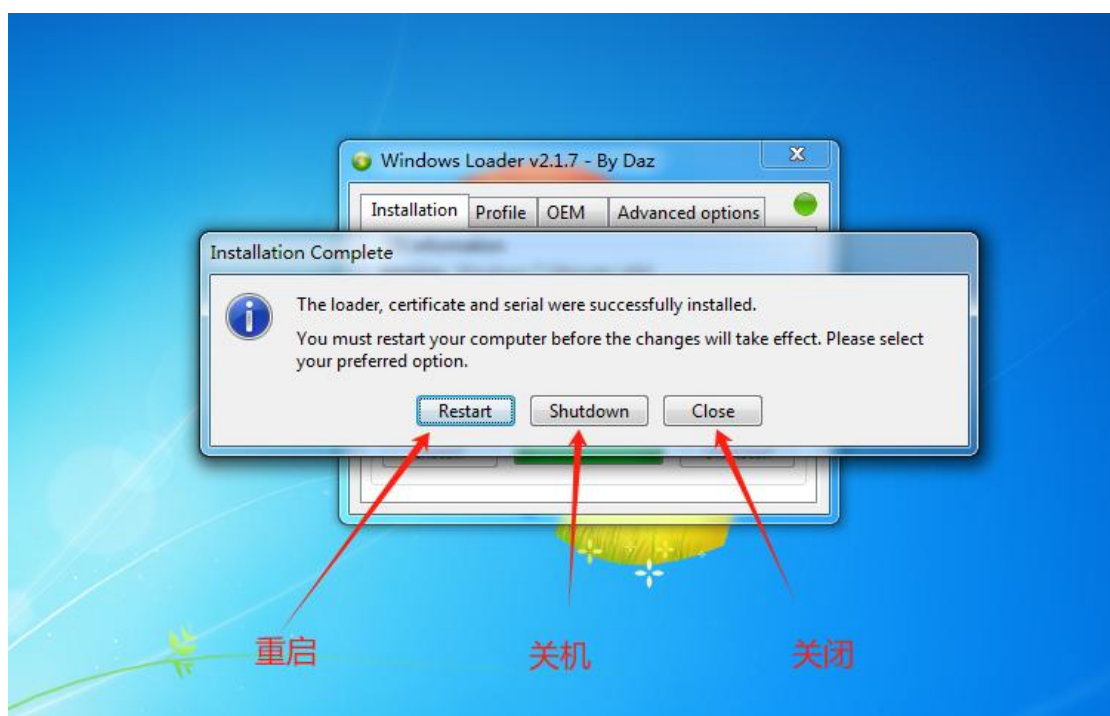 Windows Loader v2.1.7 - By Daz
Installation Profile OEM Advanced options
Installation Complete
The loader, certificate and serial were successfully installed.
You must restart your computer before the changes will take effect. Please select
your preferred option.
Restart Shutdown Close
重启 关机 关闭